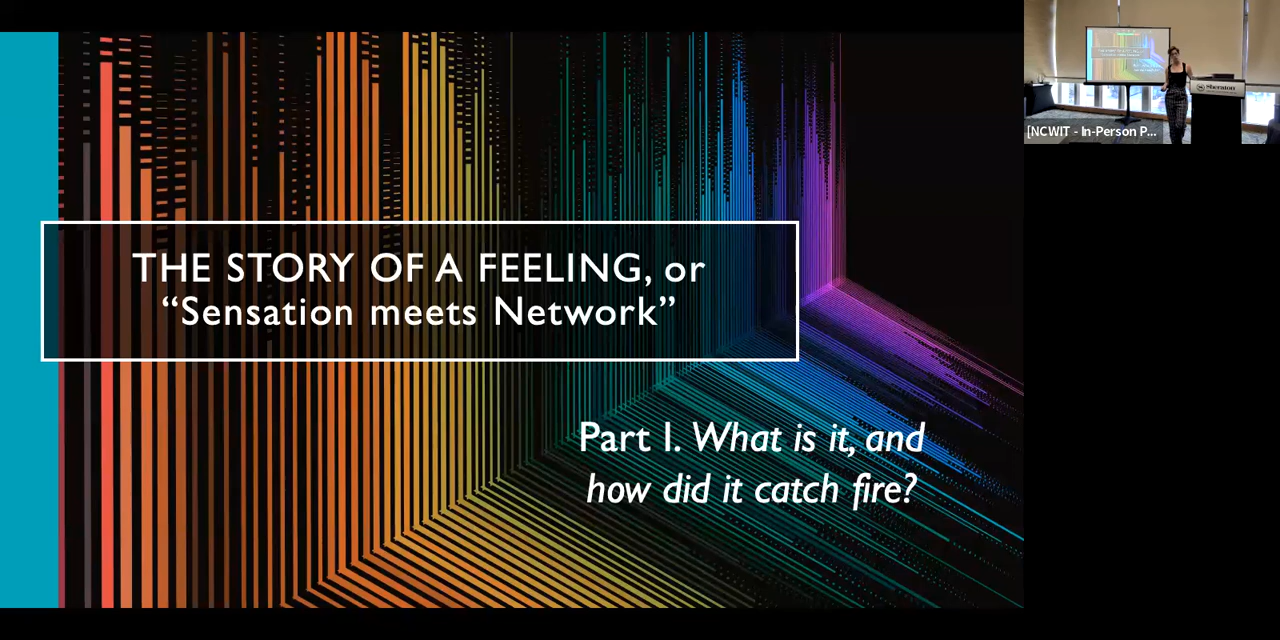 THE STORY OF A FEELING, or
“Sensation meets Network”
Part I. What is it, and
how did it catch fire?
[NCWIT - In-Person P...
Sheraton